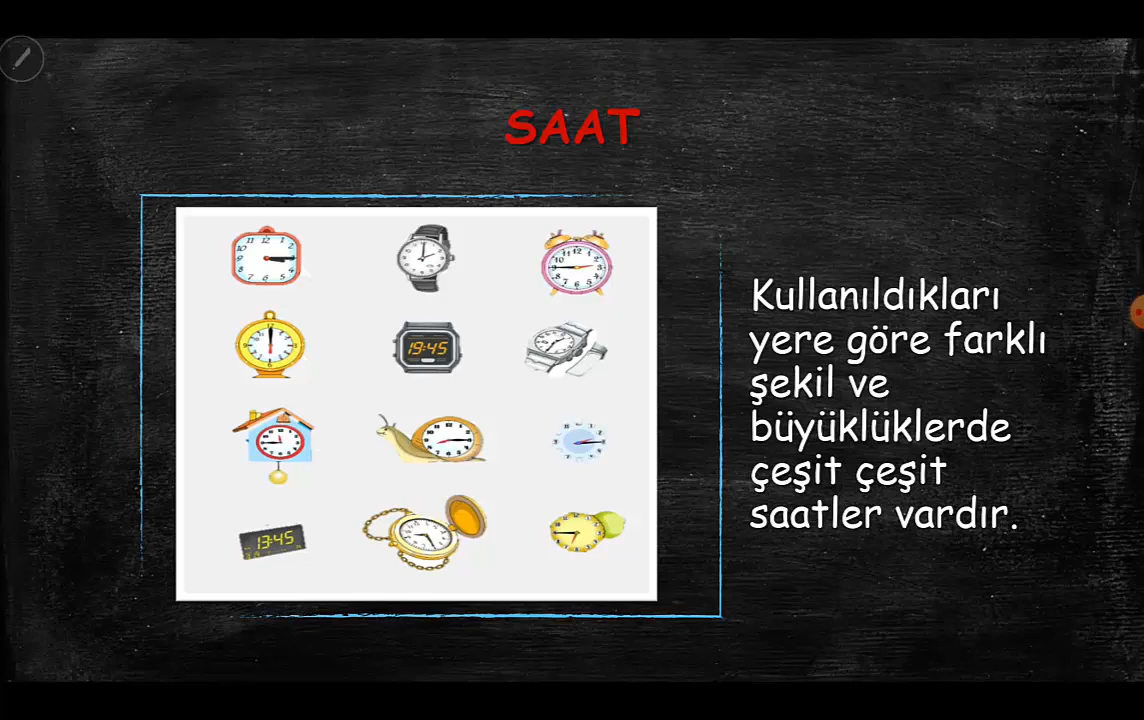 SAAT
19:45
13:45
Kullanıldıkları
yere göre farklı
şekil ve
büyüklüklerde
çeşit çeşit
saatler vardır.